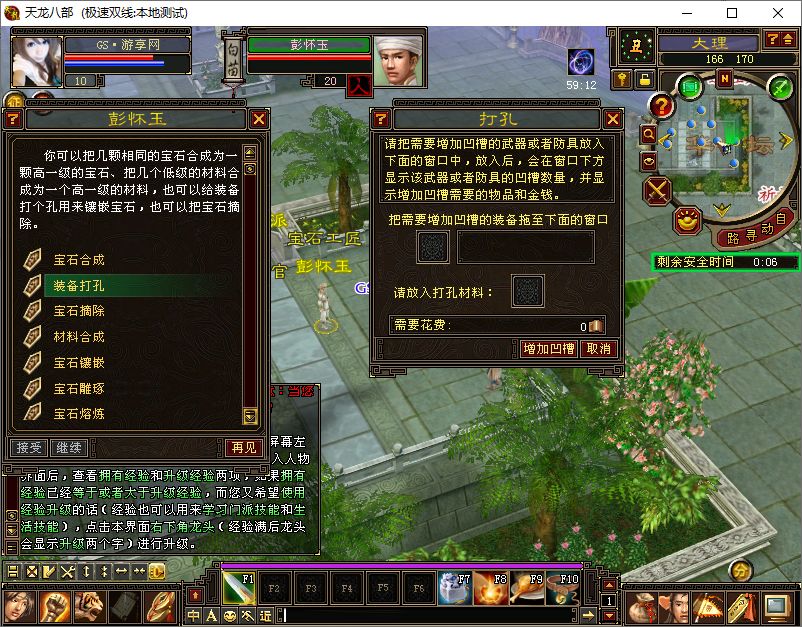 天龙八部 (极速双线:本地测试)
GS·游享网
10
白苗
彭怀玉
20
59:12
丑
大理
166 170
N
彭怀玉
你可以把几颗相同的宝石合成为一
颗高一级的宝石、把几个低级的材料合
成为一个高一级的材料，也可以给装备
打个孔用来镶嵌宝石，也可以把宝石摘
除。
宝石合成
装备打孔
宝石摘除
材料合成
宝石镶嵌
宝石雕琢
宝石熔炼
接受
继续
再见
打孔
请把需要增加凹槽的武器或者防具放入
下面的窗口中，放入后，会在窗口下方
显示该武器或者防具的凹槽数量，并显
示增加凹槽需要的物品和金钱。
把需要增加凹槽的装备拖至下面的窗口
请放入打孔材料：
需要花费:
0
增加凹槽
取消
派
宝石工匠
官
彭怀玉
GS
坛
祈
自动寻路
剩余安全时间 0:06
屏幕左
入人物
界面后，查看拥有经验和升级经验两项，如果拥有
经验已经等于或者大于升级经验，而您又希望使用
经验升级的话（经验也可以用来学习门派技能和生
活技能），点击本界面右下角龙头（经验满后龙头
会显示升级两个字）进行升级。
F1
F2
F3
F4
F5
F6
F7
F8
F9
F10
1
中
A
近